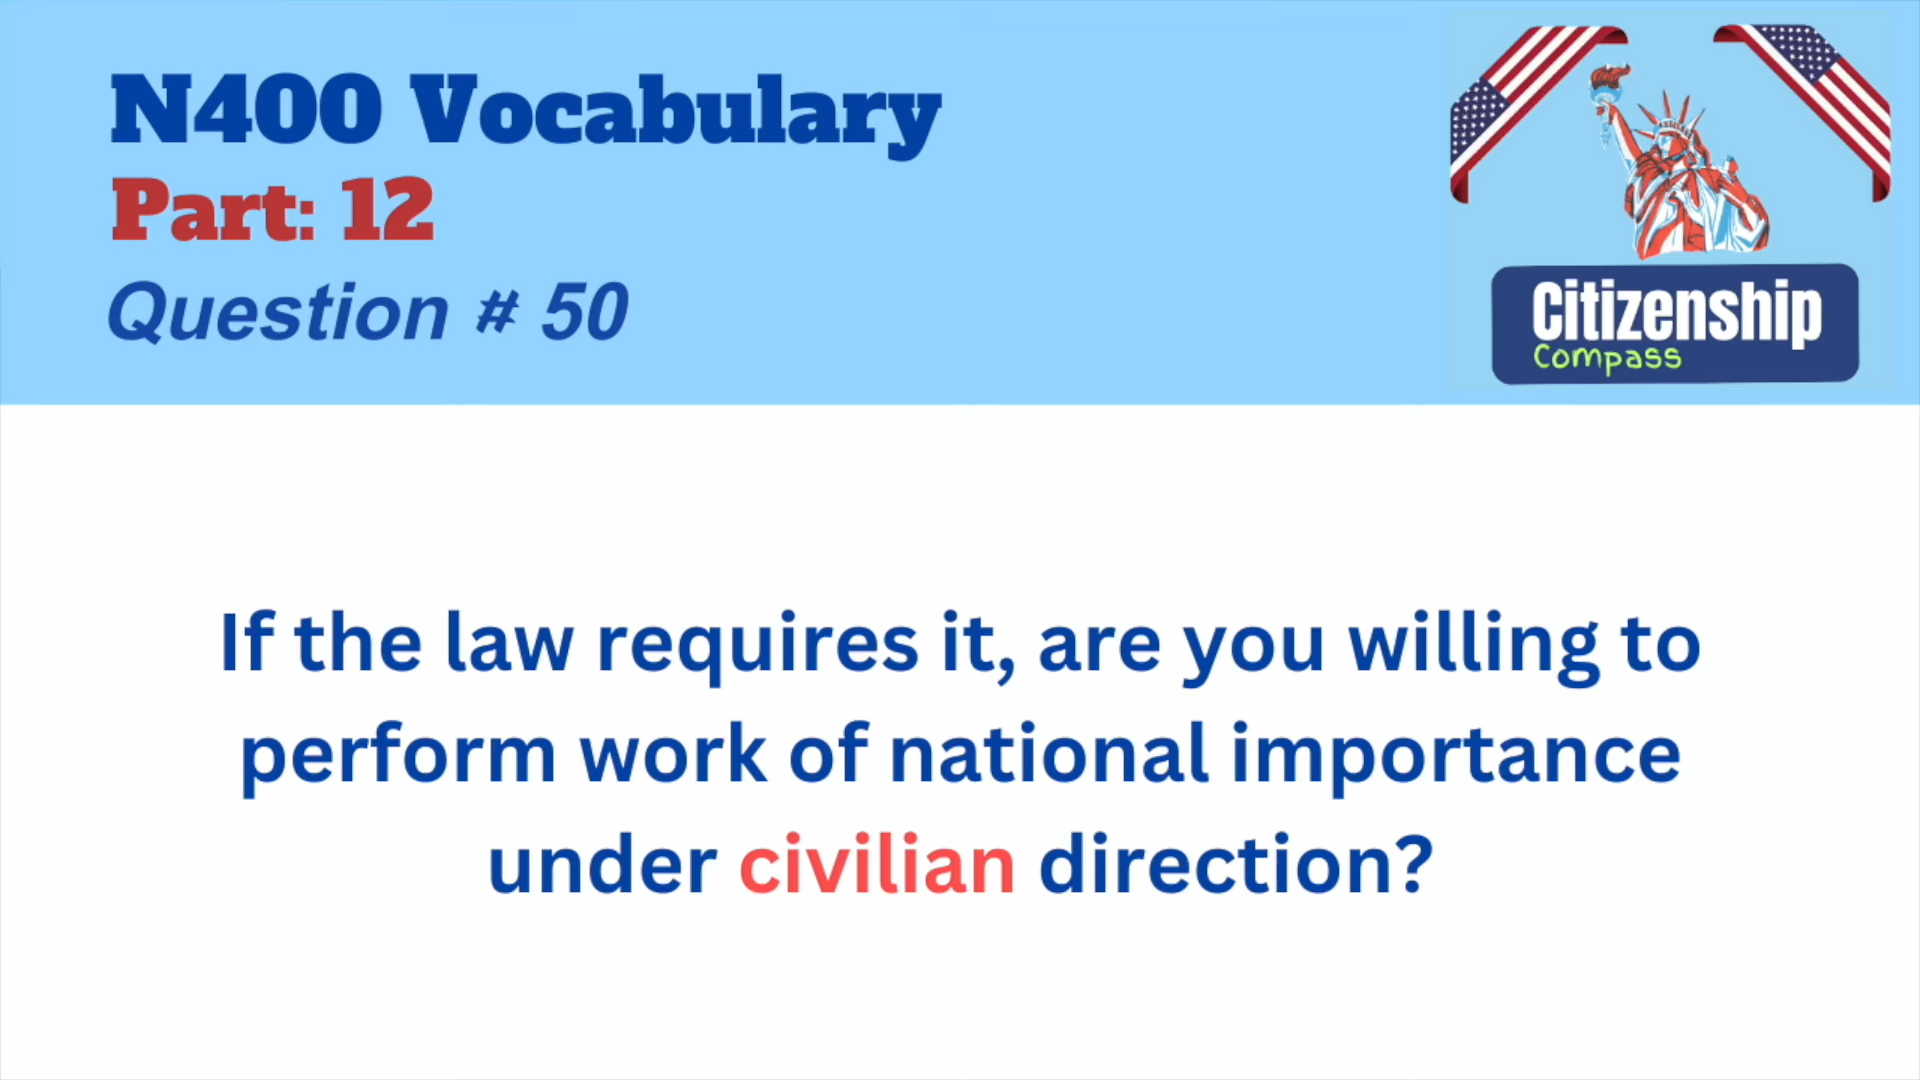 N400 Vocabulary
Part: 12
Question # 50
Citizenship
Compass
If the law requires it, are you willing to
perform work of national importance
under civilian direction?